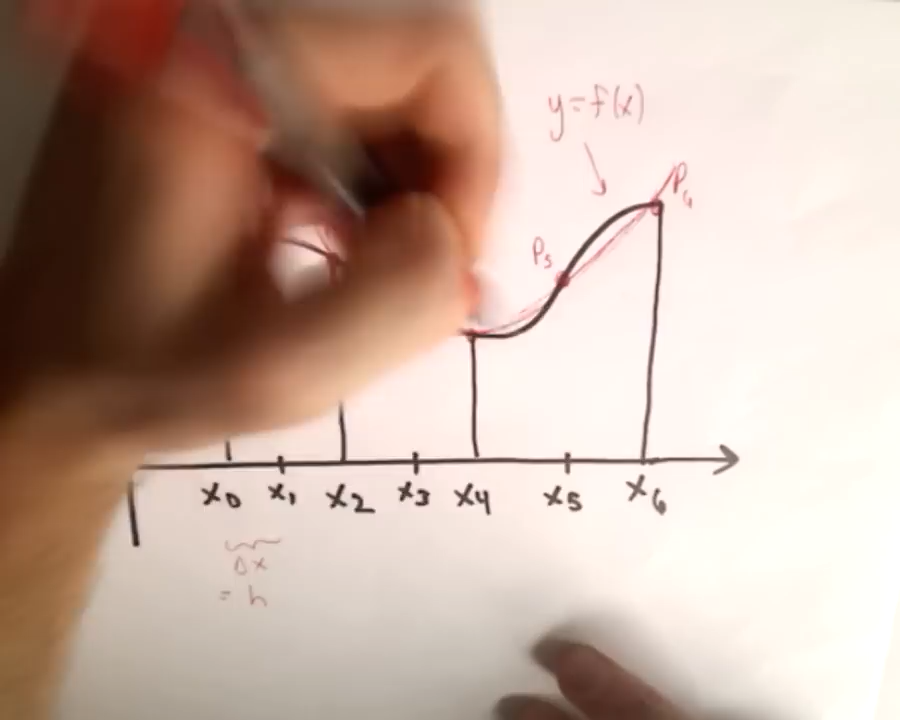 y=f(x)
P₆
P₅
x₀ x₁ x₂ x₃ x₄ x₅ x₆
Δx
= h